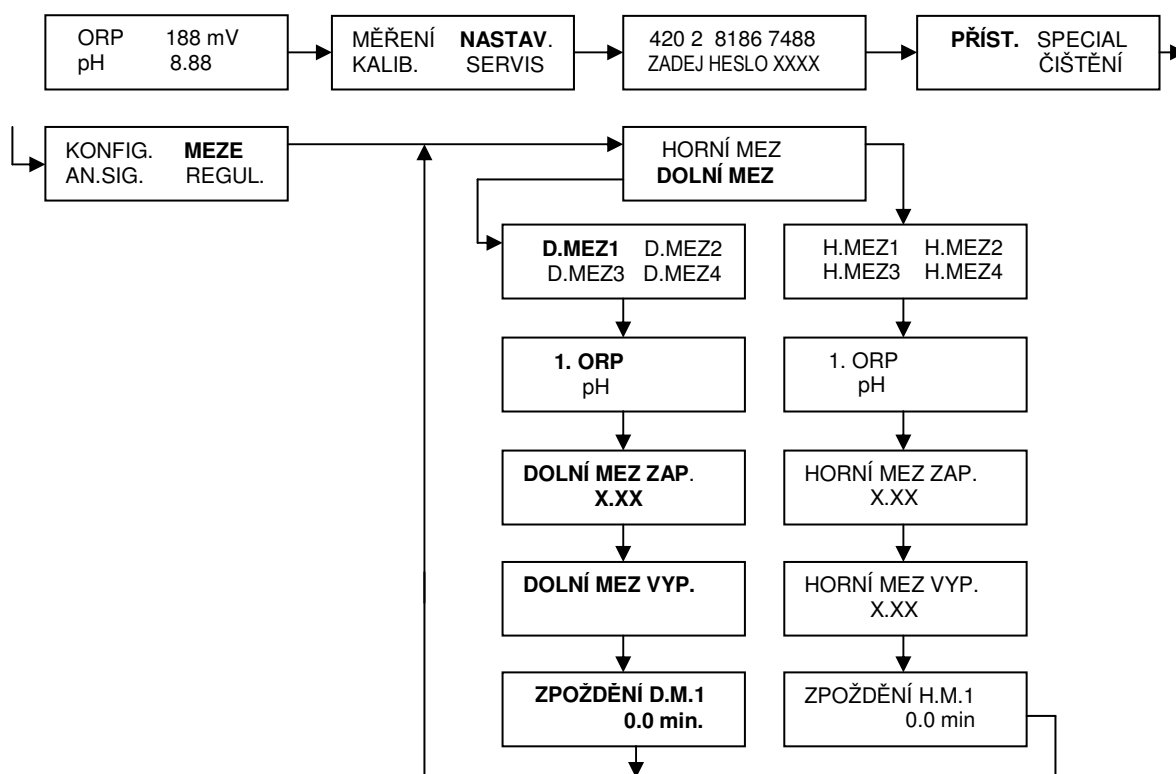 ORP 188 mV
pH 8.88
MĚŘENÍ NASTAV.
KALIB. SERVIS
420 2 8186 7488
ZADEJ HESLO XXXX
PŘÍST. SPECIAL
ČIŠTĚNÍ
KONFIG. MEZE
AN.SIG. REGUL.
HORNÍ MEZ
DOLNÍ MEZ
D.MEZ1 D.MEZ2
D.MEZ3 D.MEZ4
H.MEZ1 H.MEZ2
H.MEZ3 H.MEZ4
1. ORP
pH
1. ORP
pH
DOLNÍ MEZ ZAP.
X.XX
HORNÍ MEZ ZAP.
X.XX
DOLNÍ MEZ VYP.
HORNÍ MEZ VYP.
X.XX
ZPOŽDĚNÍ D.M.1
0.0 min.
ZPOŽDĚNÍ H.M.1
0.0 min